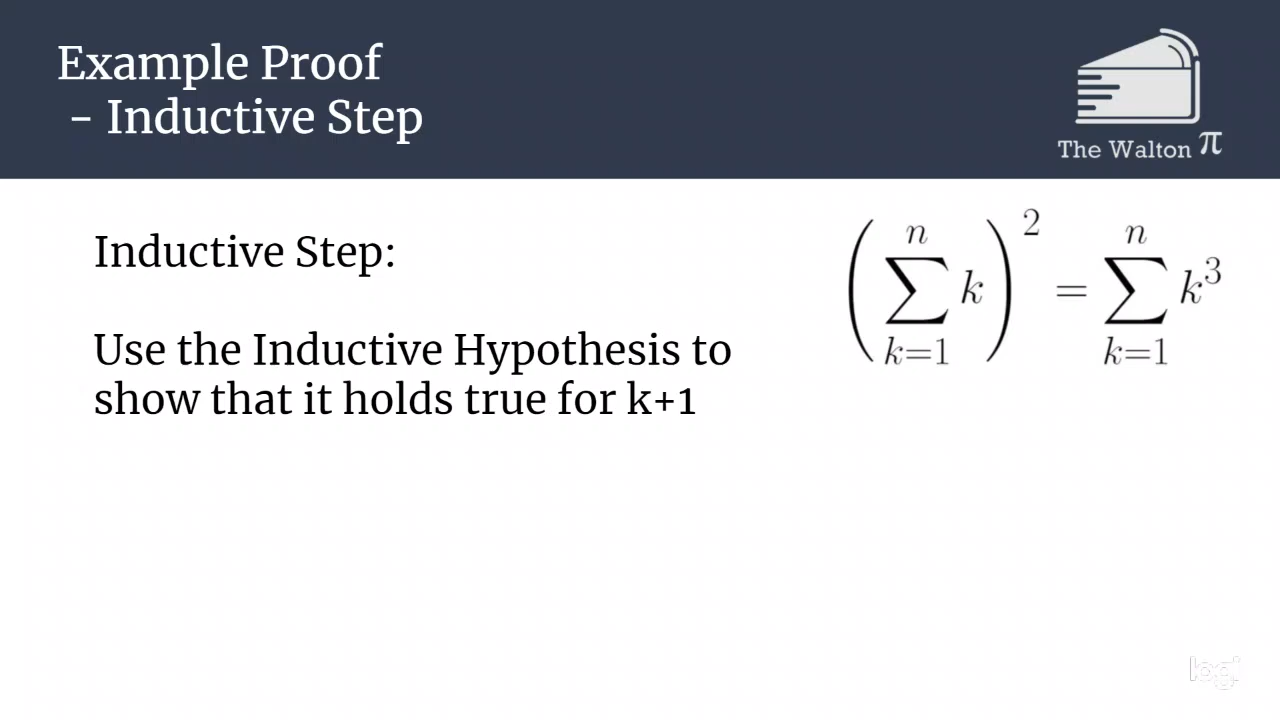 Example Proof
- Inductive Step
The Walton π
Inductive Step:
Use the Inductive Hypothesis to
show that it holds true for k+1
(∑_{k=1}^{n} k)^2 = ∑_{k=1}^{n} k^3
logi